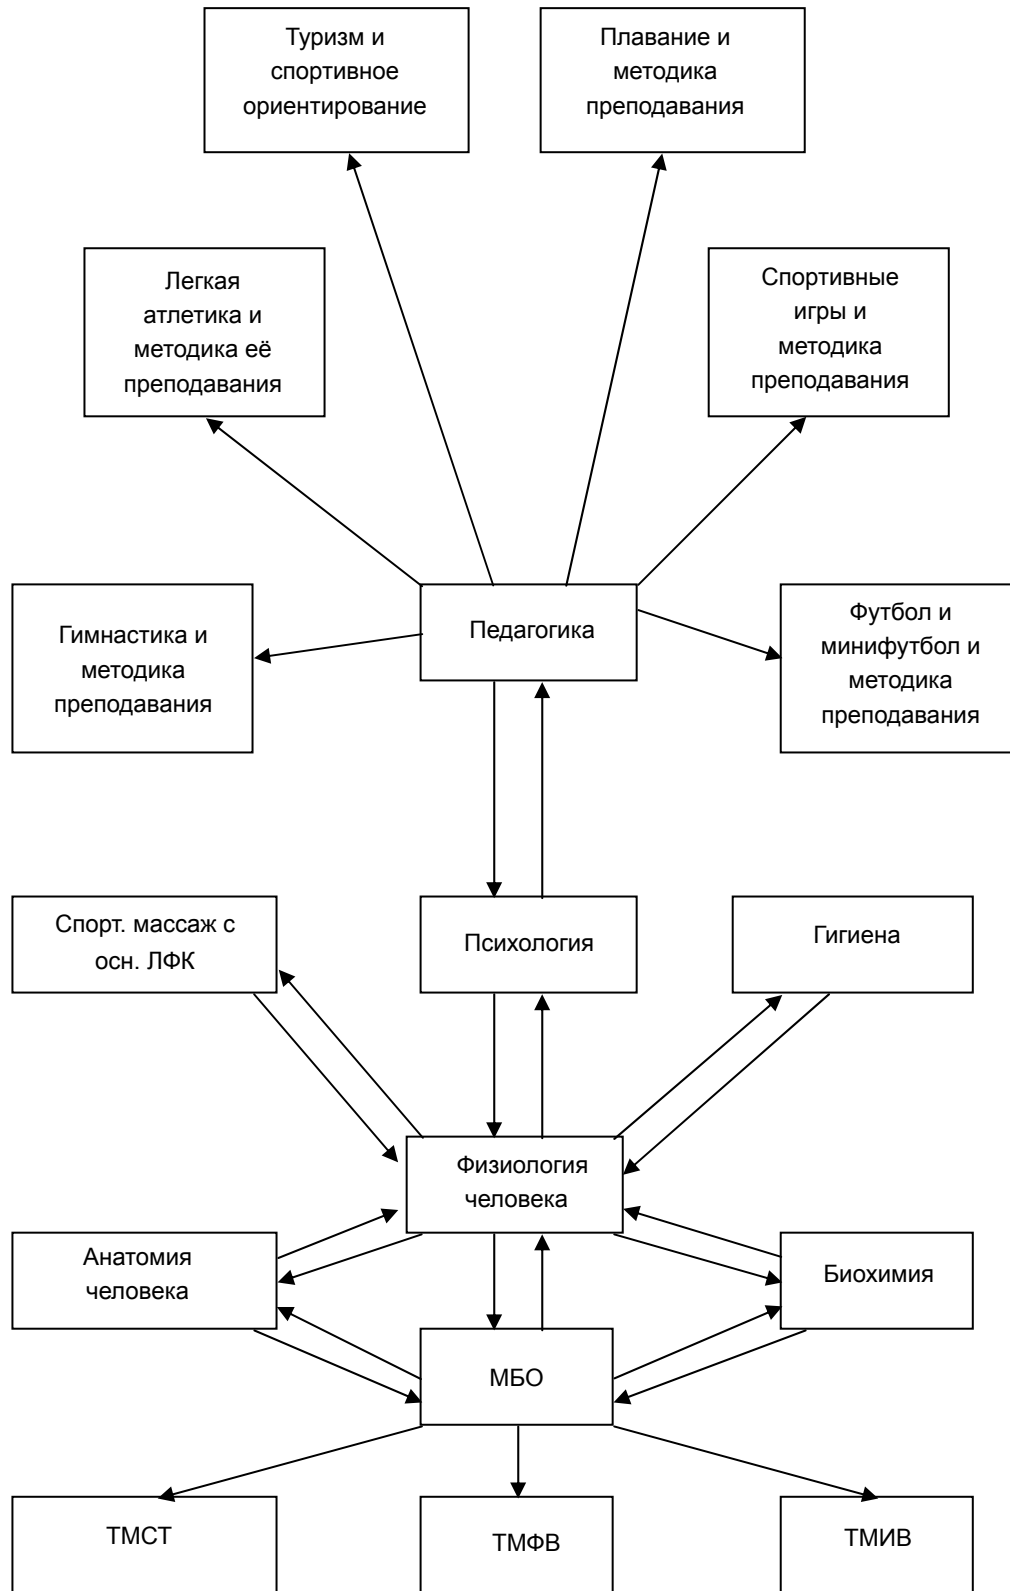 Туризм и
спортивное
ориентирование
Плавание и
методика
преподавания
Легкая
атлетика и
методика её
преподавания
Спортивные
игры и
методика
преподавания
Гимнастика и
методика
преподавания
Педагогика
Футбол и
минифутбол и
методика
преподавания
Спорт. массаж с
осн. ЛФК
Психология
Гигиена
Физиология
человека
Анатомия
человека
Биохимия
МБО
ТМСТ
ТМФВ
ТМИВ